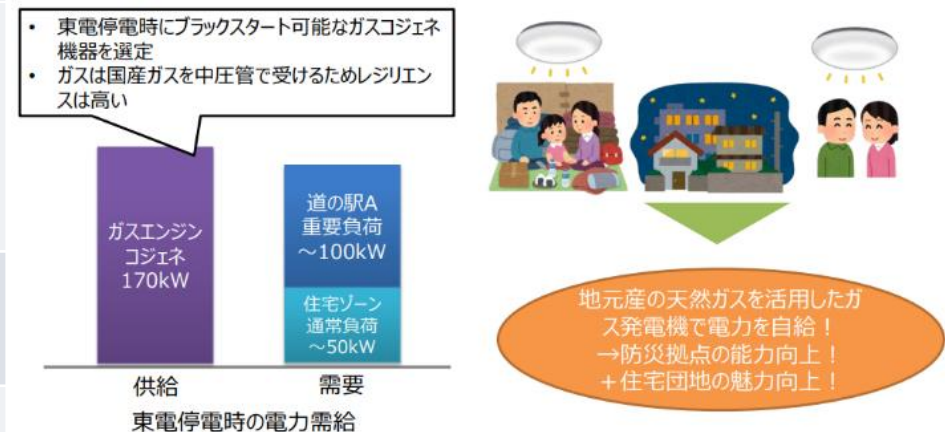 • 東電停電時にブラックスタート可能なガスコジェネ
機器を選定
• ガスは国産ガスを中圧管で受けるためレジリエン
スは高い
ガスエンジン
コジェネ
170kW
道の駅A
重要負荷
～100kW
住宅ゾーン
通常負荷
～50kW
供給
需要
東電停電時の電力需給
地元産の天然ガスを活用したガ
ス発電機で電力を自給！
→防災拠点の能力向上！
＋住宅団地の魅力向上！